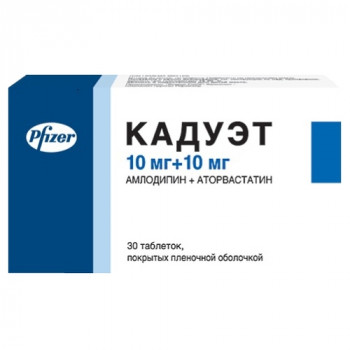 Pfizer
КАДУЭТ
10 мг+10 мг
АМЛОДИПИН + АТОРВАСТАТИН
30 таблеток,
покрытых пленочной оболочкой